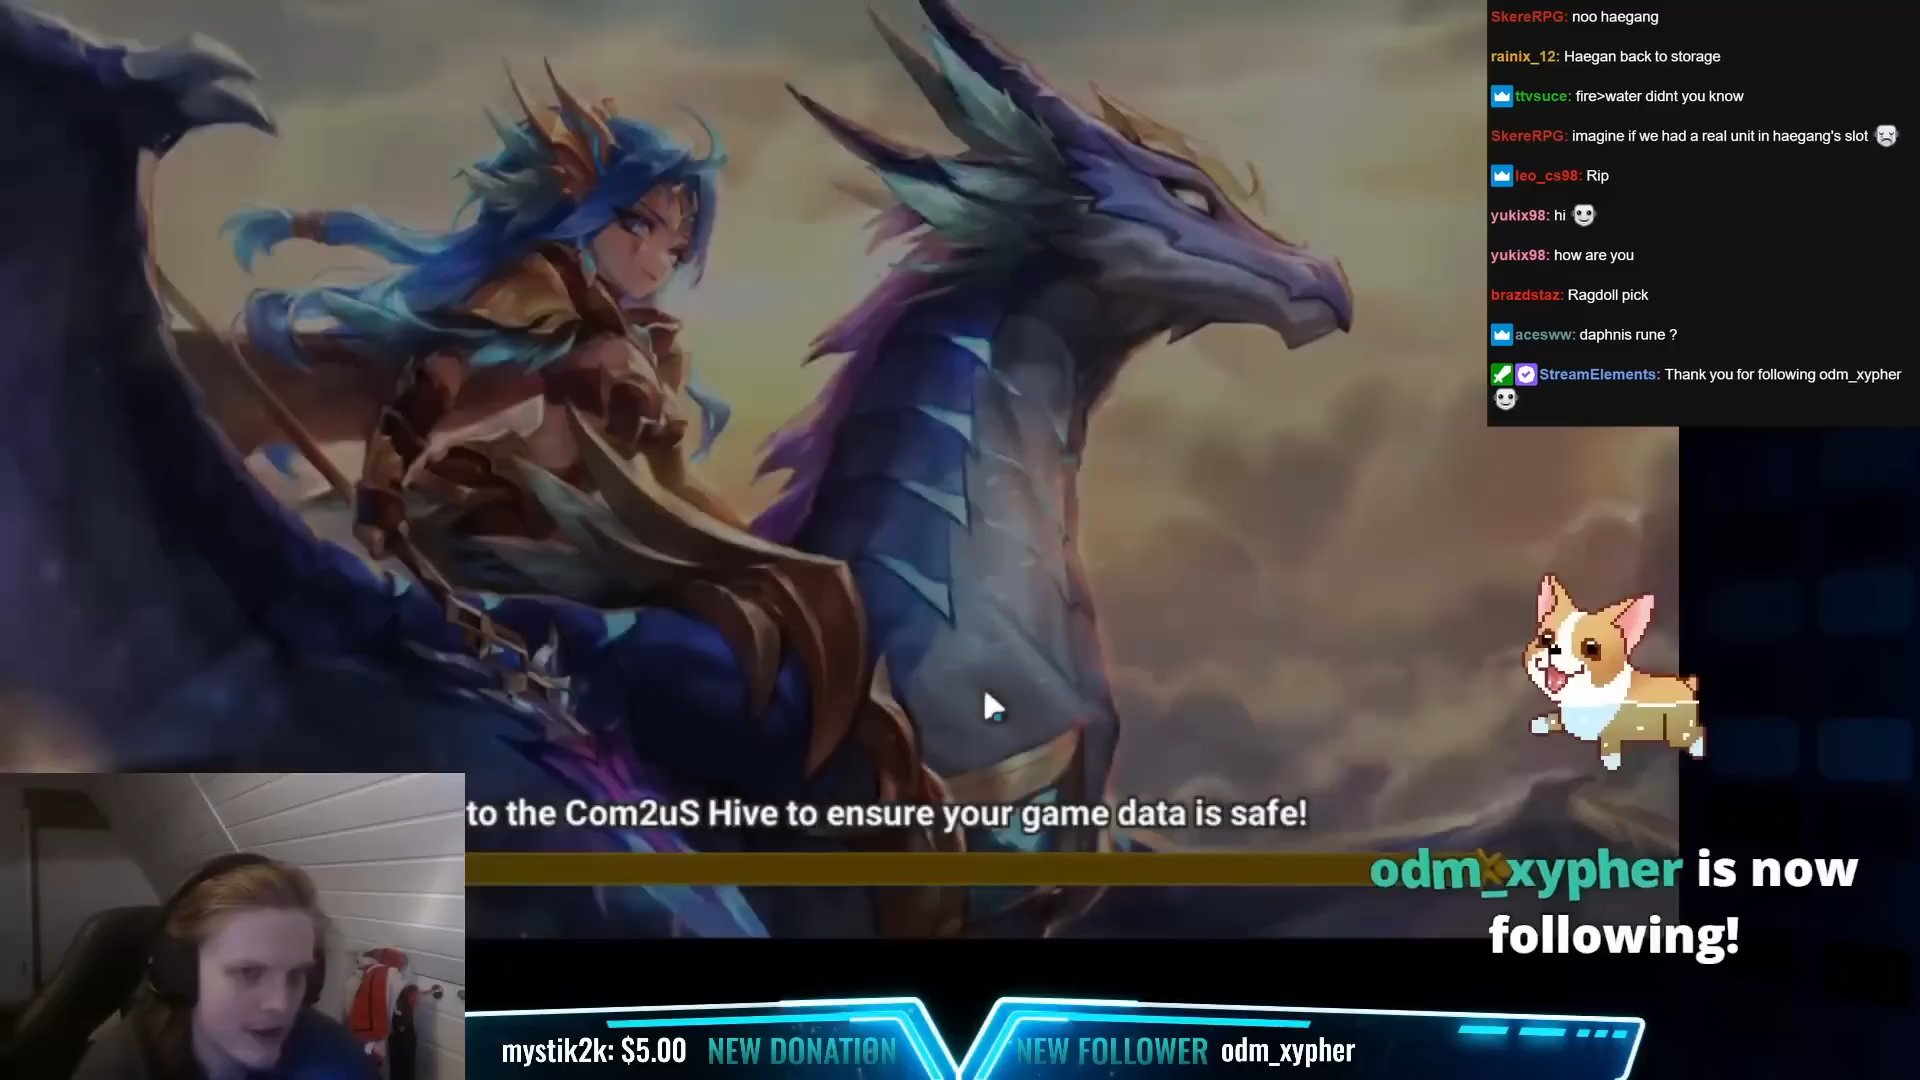 SkereRPG: noo haegang
rainix_12: Haegan back to storage
ttvsuce: fire>water didnt you know
SkereRPG: imagine if we had a real unit in haegang's slot
leo_cs98: Rip
yukix98: hi
yukix98: how are you
brazdstaz: Ragdoll pick
acesww: daphnis rune ?
StreamElements: Thank you for following odm_xypher
to the Com2uS Hive to ensure your game data is safe!
odm_xypher is now
following!
mystik2k: $5.00 NEW DONATION NEW FOLLOWER odm_xypher